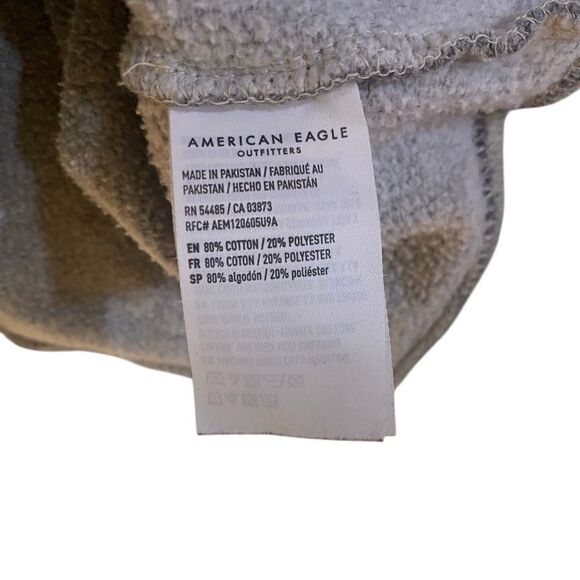 AMERICAN EAGLE
OUTFITTERS
MADE IN PAKISTAN / FABRIQUÉ AU
PAKISTAN / HECHO EN PAKISTÁN
RN 54485 / CA 03873
RFC# AEM120605U9A
EN 80% COTTON / 20% POLYESTER
FR 80% COTON / 20% POLYESTER
SP 80% algodón / 20% poliéster